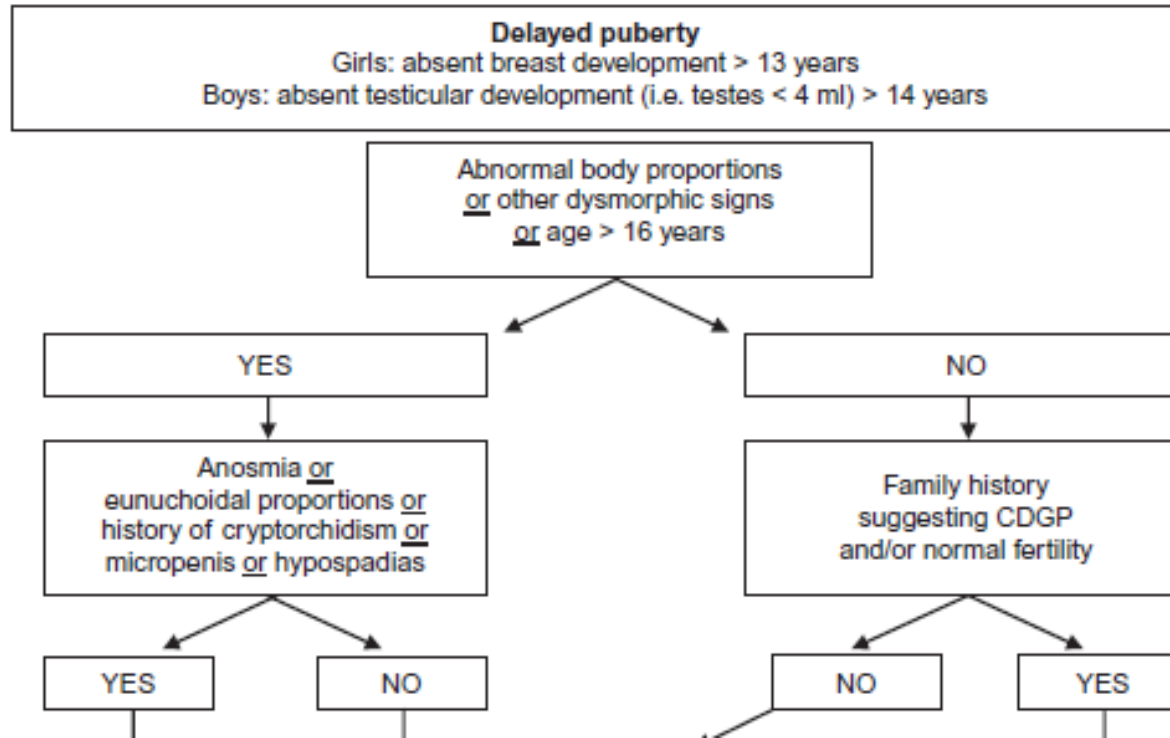 Delayed puberty
Girls: absent breast development > 13 years
Boys: absent testicular development (i.e. testes < 4 ml) > 14 years
Abnormal body proportions
or other dysmorphic signs
or age > 16 years
YES
NO
Anosmia or
eunuchoidal proportions or
history of cryptorchidism or
micropenis or hypospadias
Family history
suggesting CDGP
and/or normal fertility
YES
NO
NO
YES